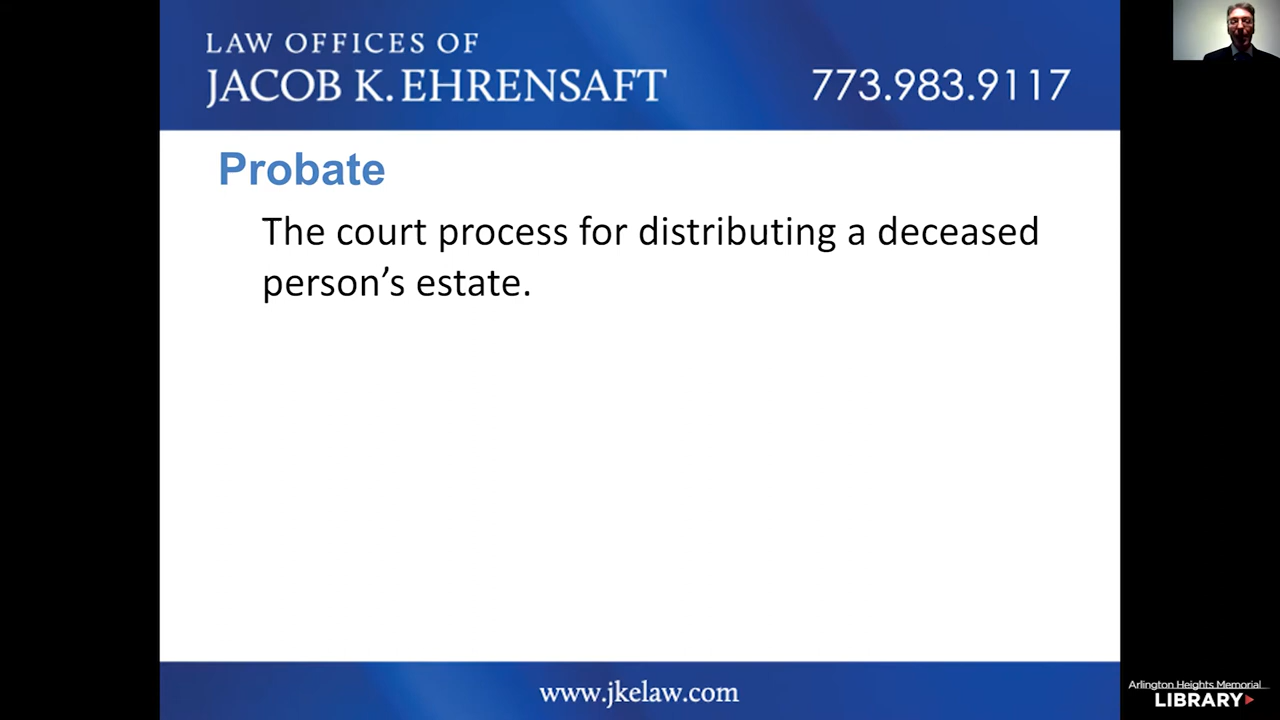 LAW OFFICES OF
JACOB K. EHRENSAFT
773.983.9117
Probate
The court process for distributing a deceased
person’s estate.
www.jkelaw.com
Arlington Heights Memorial
LIBRARY